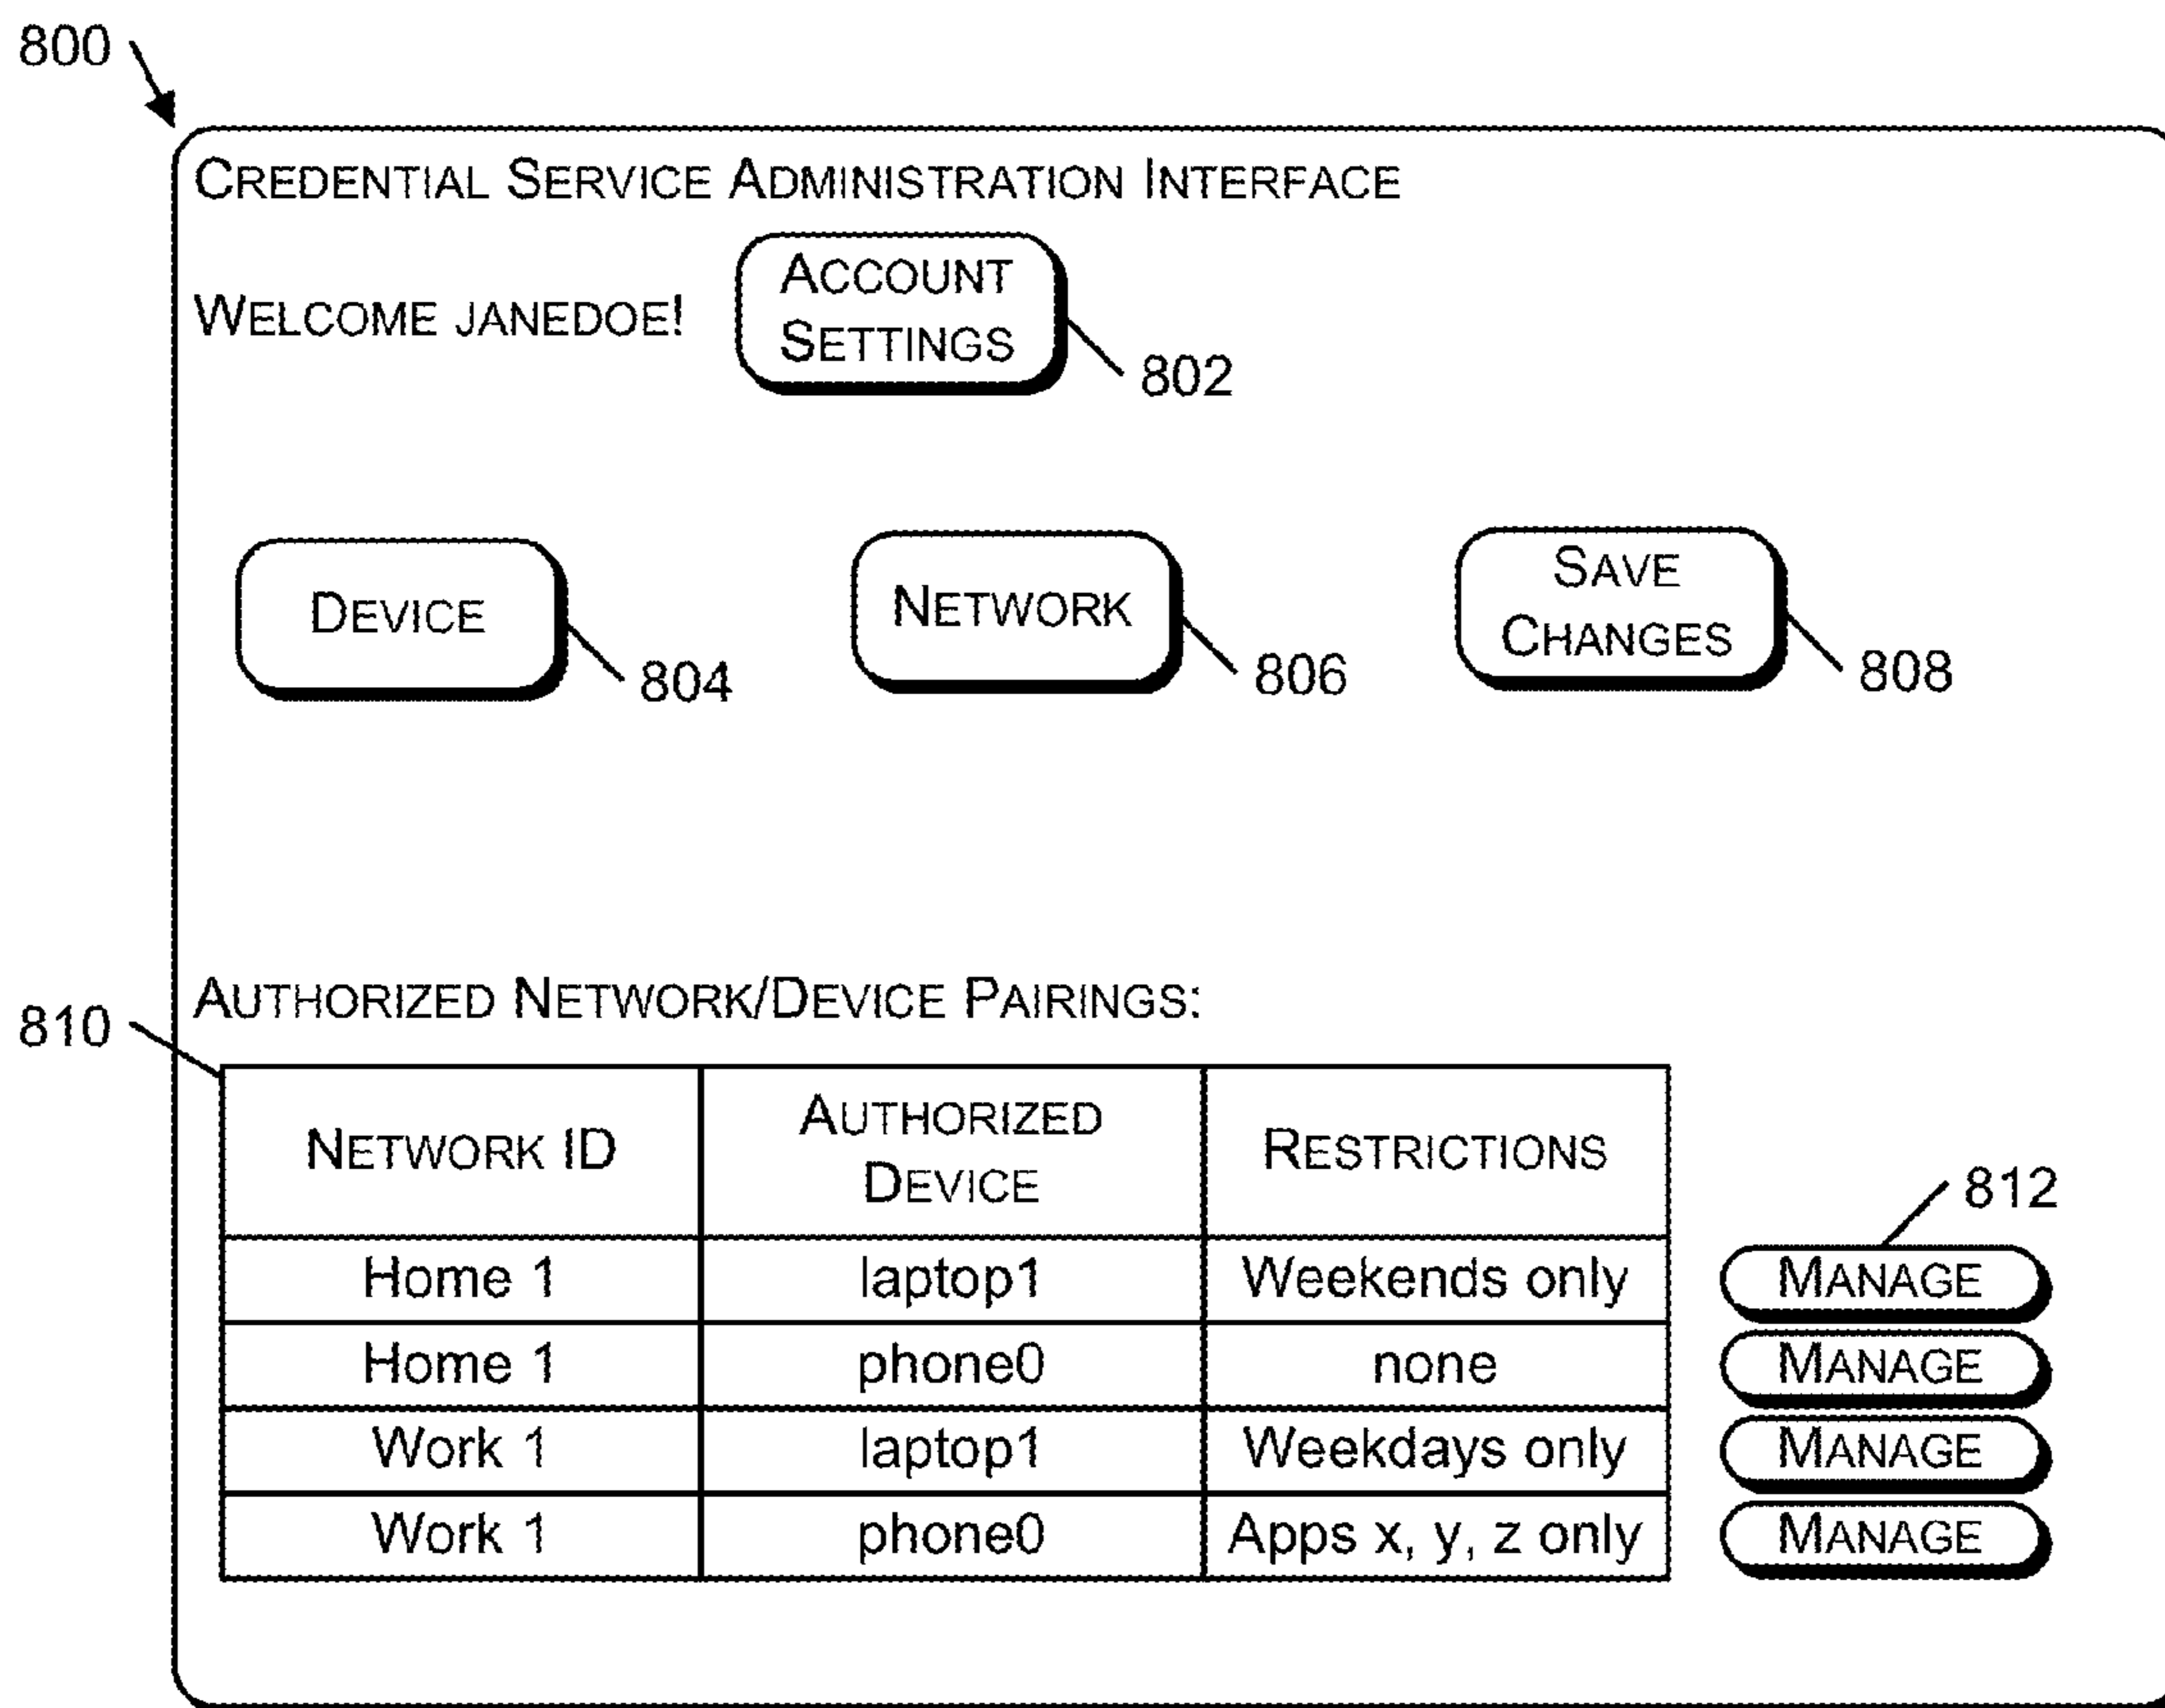 800
CREDENTIAL SERVICE ADMINISTRATION INTERFACE
WELCOME JANEDOE!
ACCOUNT
SETTINGS
802
DEVICE
804
NETWORK
806
SAVE
CHANGES
808
AUTHORIZED NETWORK/DEVICE PAIRINGS:
810
NETWORK ID AUTHORIZED DEVICE RESTRICTIONS
812
Home 1 laptop1 Weekends only MANAGE
Home 1 phone0 none MANAGE
Work 1 laptop1 Weekdays only MANAGE
Work 1 phone0 Apps x, y, z only MANAGE